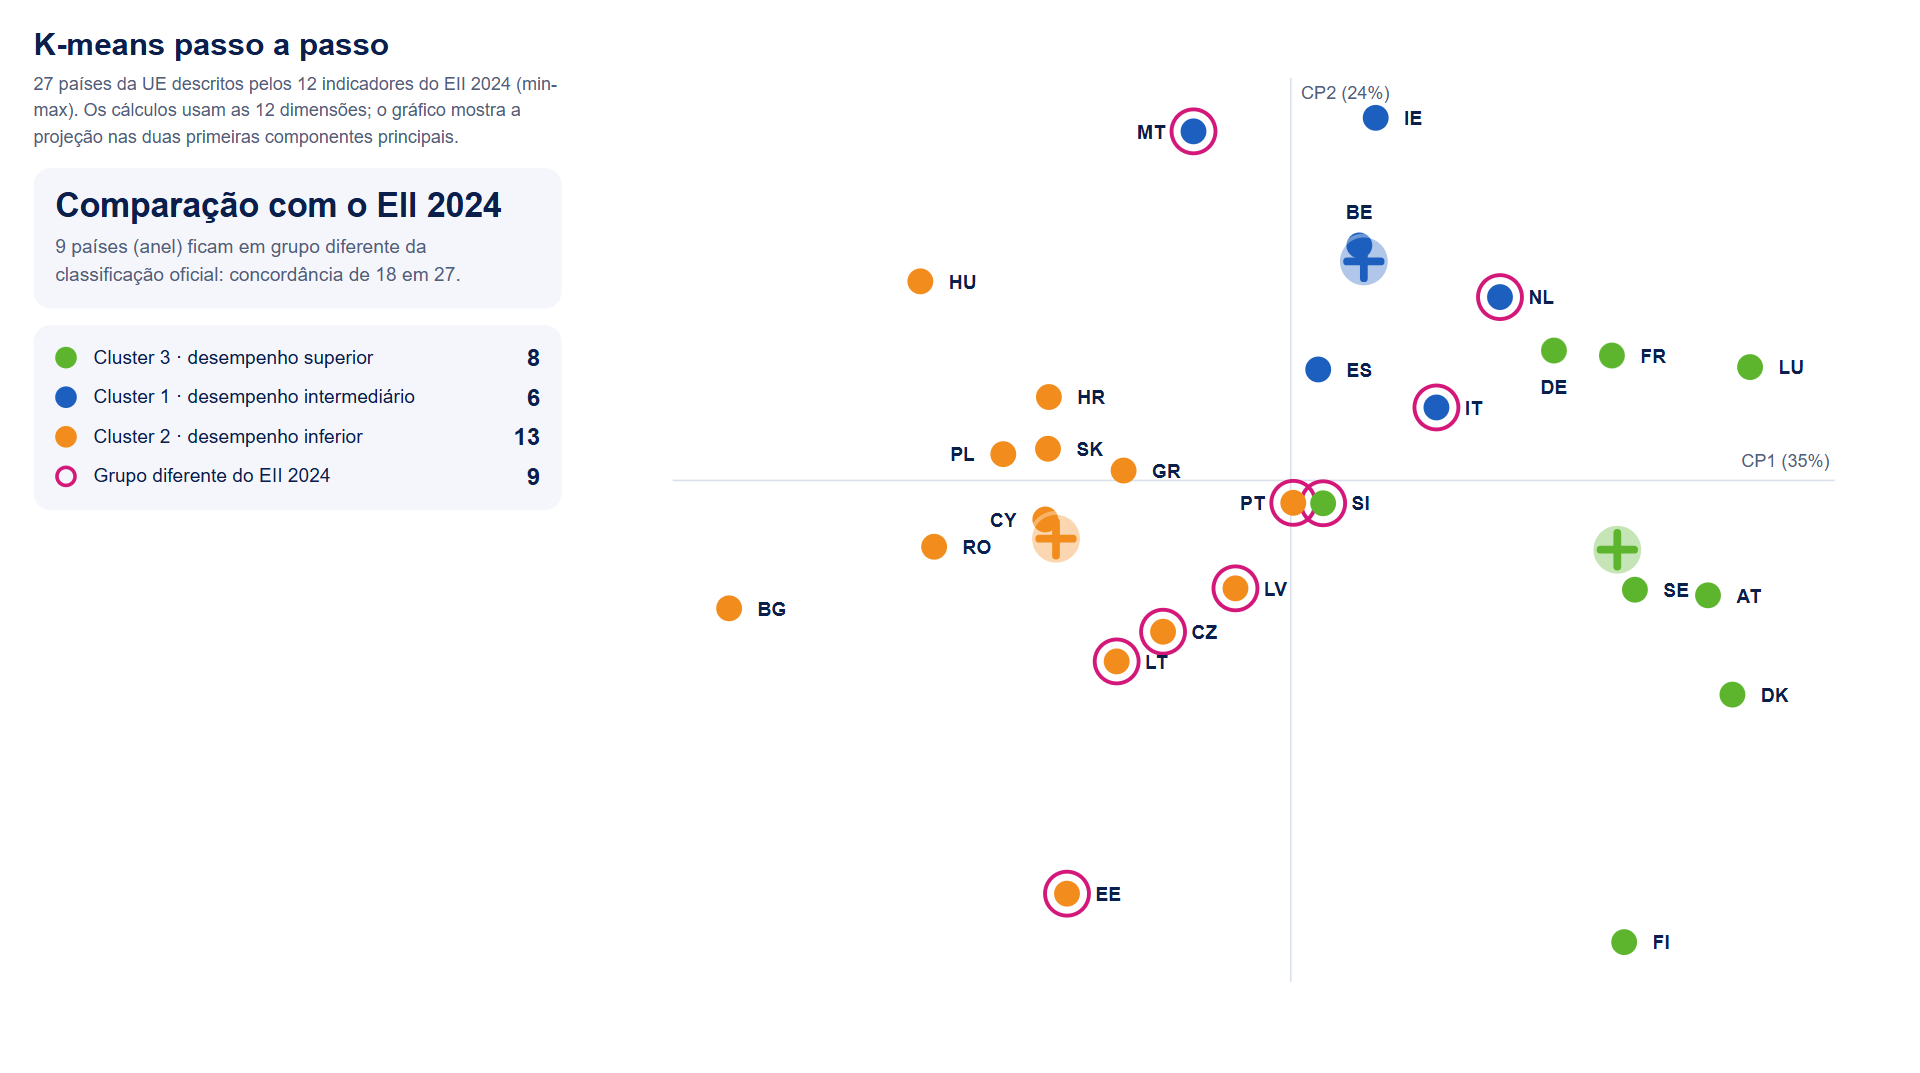 K-means passo a passo
27 países da UE descritos pelos 12 indicadores do EII 2024 (min-
max). Os cálculos usam as 12 dimensões; o gráfico mostra a
projeção nas duas primeiras componentes principais.
Comparação com o EII 2024
9 países (anel) ficam em grupo diferente da
classificação oficial: concordância de 18 em 27.
Cluster 3 · desempenho superior 8
Cluster 1 · desempenho intermediário 6
Cluster 2 · desempenho inferior 13
Grupo diferente do EII 2024 9
CP2 (24%)
IE
MT
BE
HU
NL
DE
FR
LU
ES
HR
IT
PL
SK
GR
CP1 (35%)
PT
SI
CY
RO
LV
SE
AT
BG
CZ
LT
DK
EE
FI